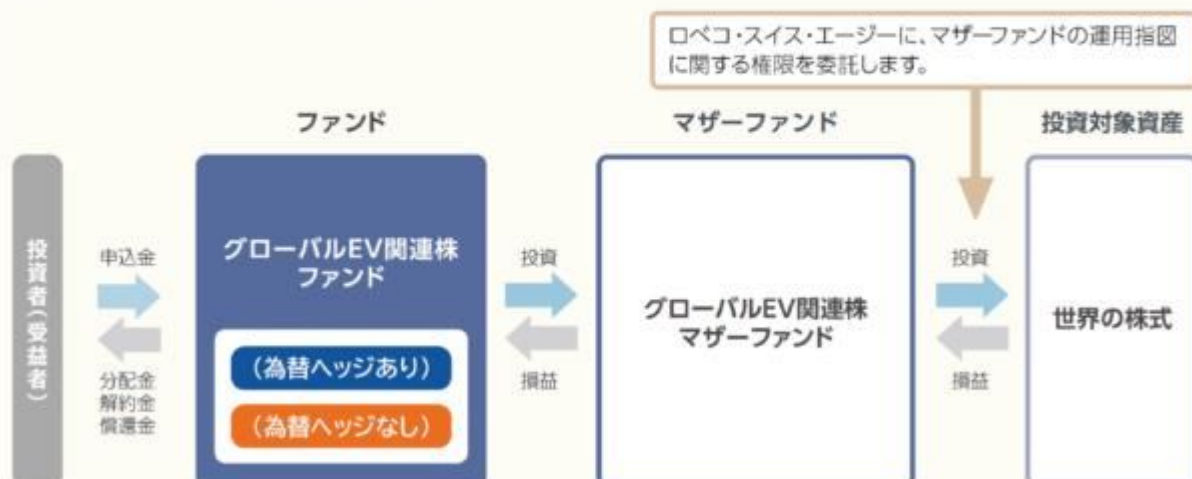 ロベコ・スイス・エージーに、マザーファンドの運用指図
に関する権限を委託します。
ファンド
マザーファンド
投資対象資産
投資者(受益者)
申込金
分配金
解約金
償還金
グローバルEV関連株
ファンド
(為替ヘッジあり)
(為替ヘッジなし)
投資
損益
グローバルEV関連株
マザーファンド
投資
損益
世界の株式